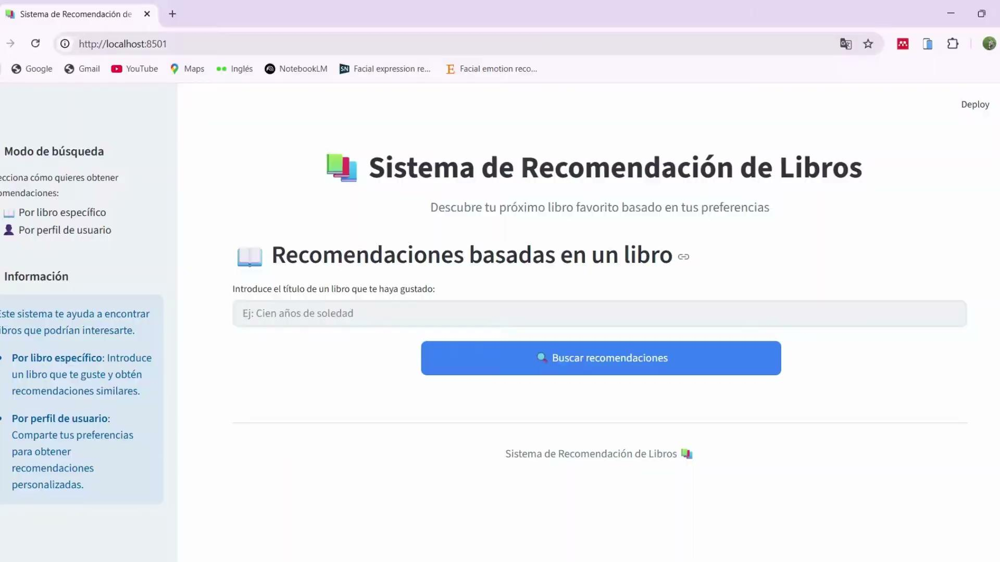 Sistema de Recomendación de
http://localhost:8501
Google Gmail YouTube Maps Inglés NotebookLM Facial expression re... Facial emotion reco...
Deploy
Modo de búsqueda
ecciona cómo quieres obtener
omendaciones:
Por libro específico
Por perfil de usuario
Información
Este sistema te ayuda a encontrar
ibros que podrían interesarte.
Por libro específico: Introduce
un libro que te guste y obtén
recomendaciones similares.
Por perfil de usuario:
Comparte tus preferencias
para obtener
recomendaciones
personalizadas.
Sistema de Recomendación de Libros
Descubre tu próximo libro favorito basado en tus preferencias
Recomendaciones basadas en un libro
Introduce el título de un libro que te haya gustado:
Ej: Cien años de soledad
Buscar recomendaciones
Sistema de Recomendación de Libros